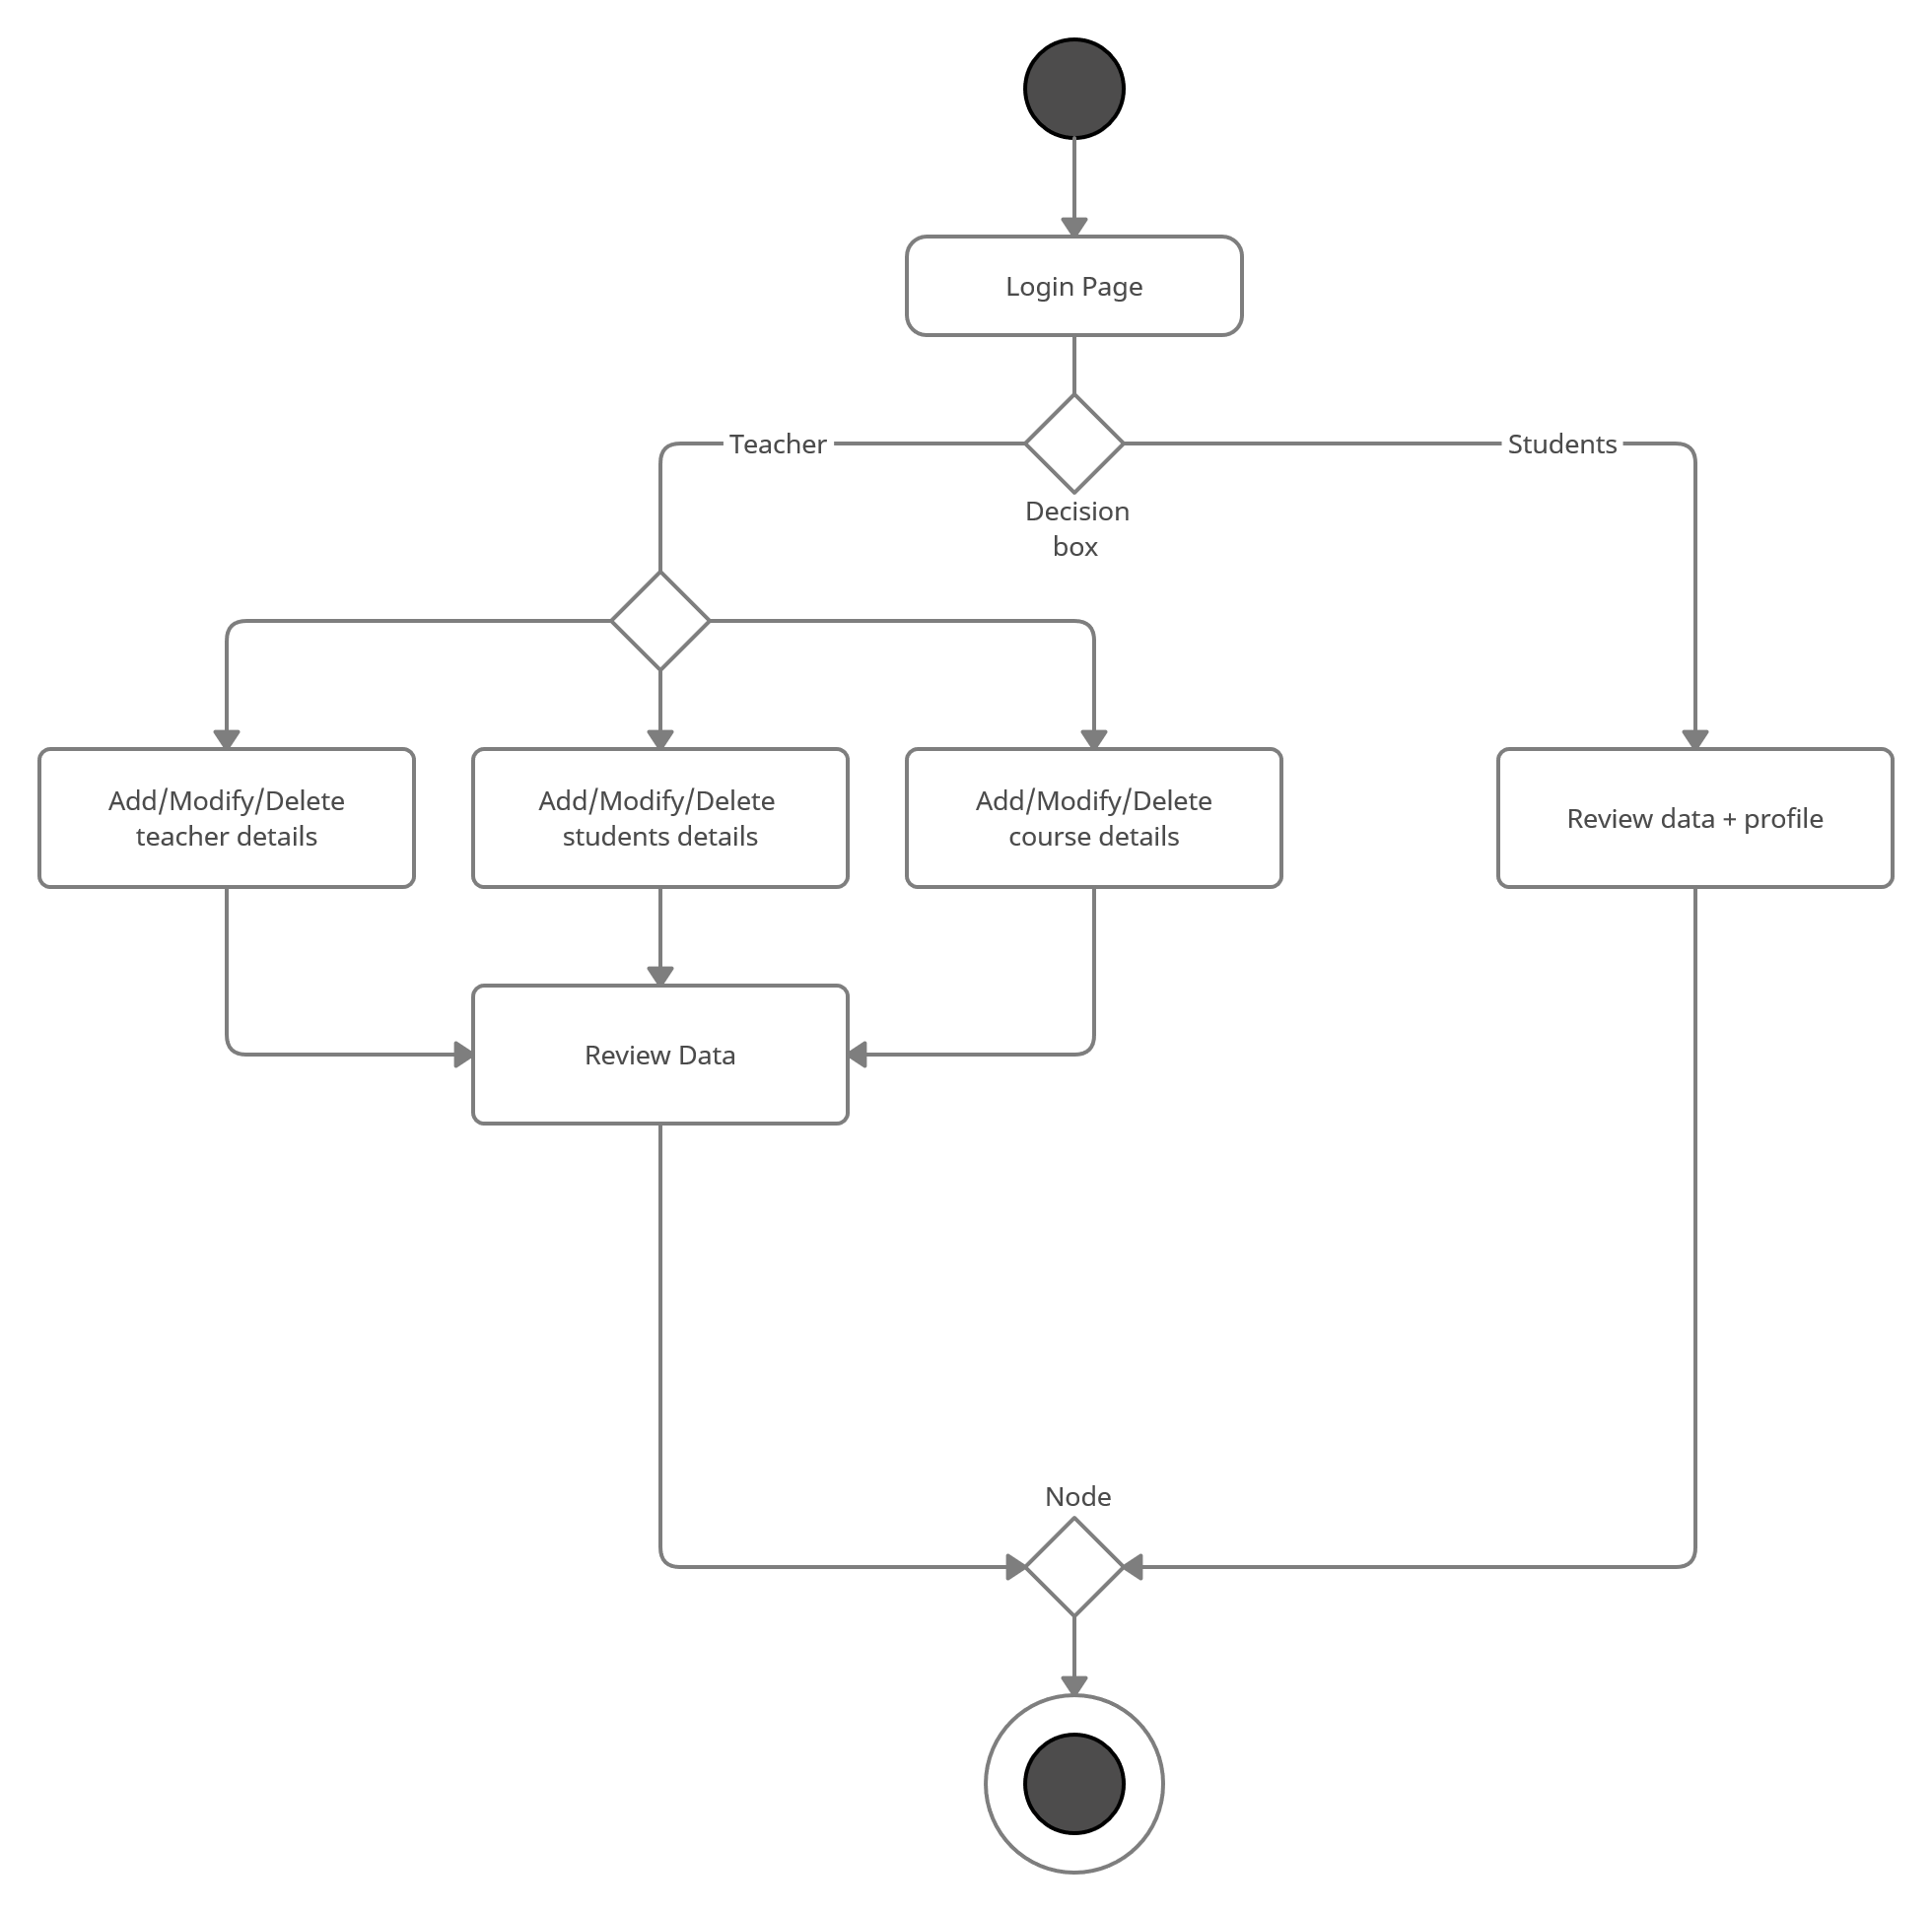 Login Page
Teacher
Students
Decision
box
Add/Modify/Delete
teacher details
Add/Modify/Delete
students details
Add/Modify/Delete
course details
Review data + profile
Review Data
Node